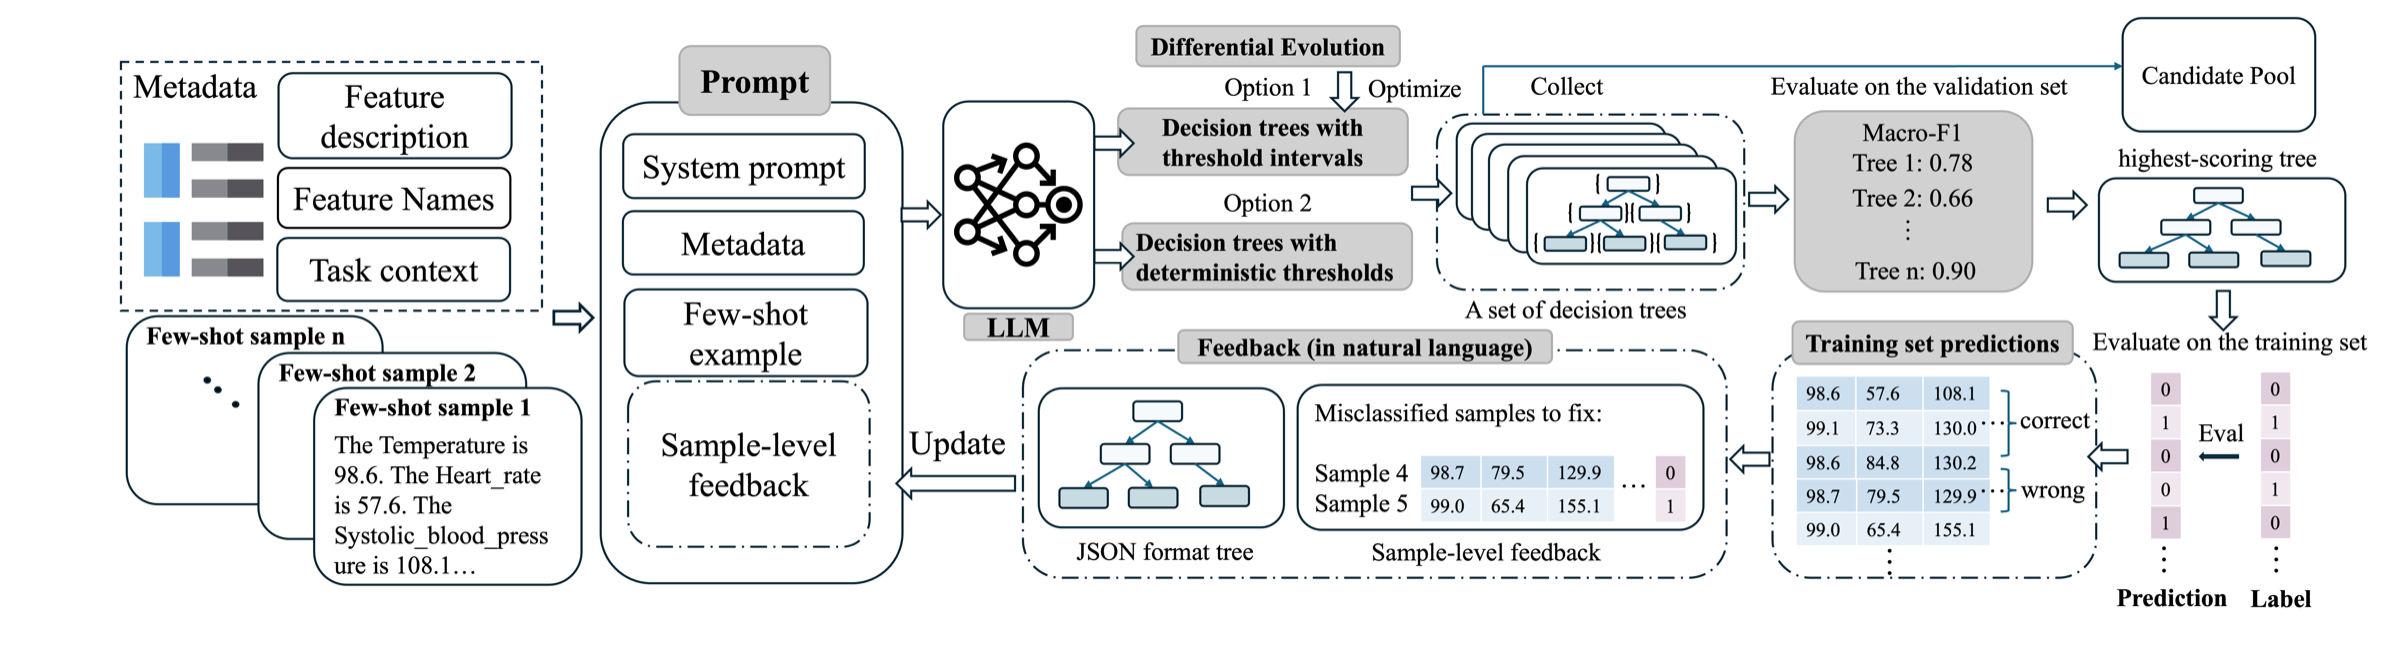 Metadata
Feature
description
Feature Names
Task context
Few-shot sample n
Few-shot sample 2
Few-shot sample 1
The Temperature is
98.6. The Heart_rate
is 57.6. The
Systolic_blood_press
ure is 108.1...
Prompt
System prompt
Metadata
Few-shot
example
Sample-level
feedback
LLM
Differential Evolution
Option 1
Optimize
Decision trees with
threshold intervals
Option 2
Decision trees with
deterministic thresholds
Collect
A set of decision trees
Evaluate on the validation set
Macro-F1
Tree 1: 0.78
Tree 2: 0.66
Tree n: 0.90
Candidate Pool
highest-scoring tree
Evaluate on the training set
0 0
1 1
0 0
0 1
1 0
Eval
Prediction Label
Training set predictions
98.6 57.6 108.1
99.1 73.3 130.0
98.6 84.8 130.2
98.7 79.5 129.9
99.0 65.4 155.1
correct
wrong
Feedback (in natural language)
Misclassified samples to fix:
Sample 4 98.7 79.5 129.9 ... 0
Sample 5 99.0 65.4 155.1 1
JSON format tree
Sample-level feedback
Update